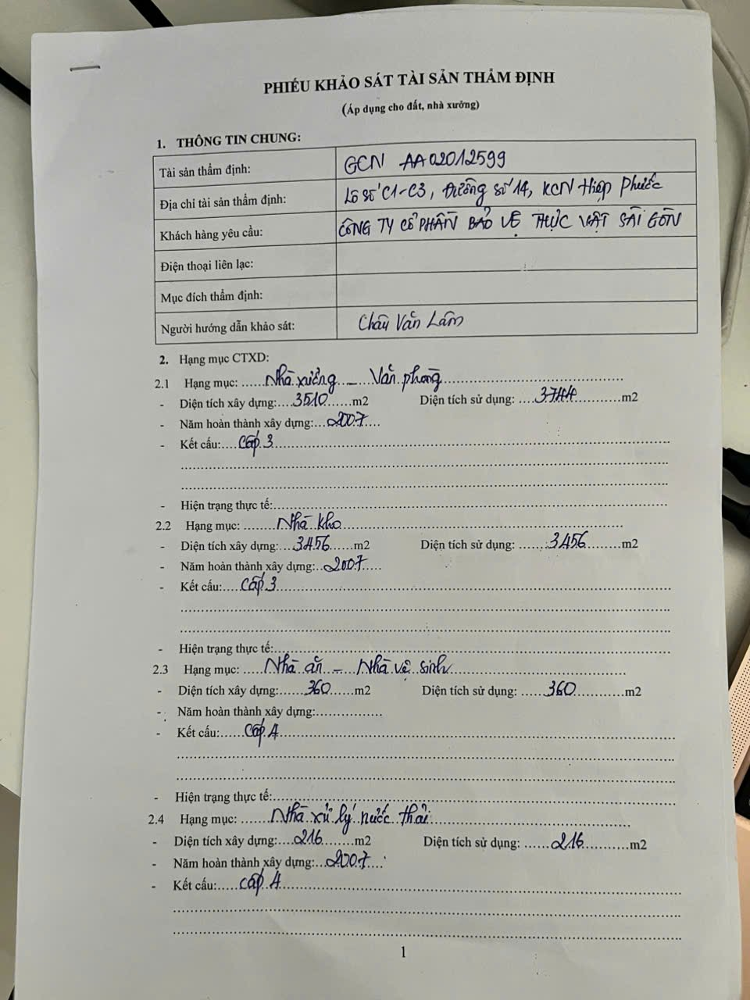 PHIẾU KHẢO SÁT TÀI SẢN THẨM ĐỊNH
(Áp dụng cho đất, nhà xưởng)
1. THÔNG TIN CHUNG:
Tài sản thẩm định: GCN AA02012599
Địa chỉ tài sản thẩm định: Lô số C1-C3, Đường số 14, KCN Hiệp Phước
Khách hàng yêu cầu: CÔNG TY CỔ PHẦN BẢO VỆ THỰC VẬT SÀI GÒN
Điện thoại liên lạc:
Mục đích thẩm định:
Người hướng dẫn khảo sát: Châu Văn Lâm
2. Hạng mục CTXD:
2.1 Hạng mục: Nhà xưởng - Văn phòng
- Diện tích xây dựng: 3510 m2 Diện tích sử dụng: 3744 m2
- Năm hoàn thành xây dựng: 2007
- Kết cấu: Cấp 3
- Hiện trạng thực tế:
2.2 Hạng mục: Nhà kho
- Diện tích xây dựng: 3456 m2 Diện tích sử dụng: 3456 m2
- Năm hoàn thành xây dựng: 2007
- Kết cấu: Cấp 3
- Hiện trạng thực tế:
2.3 Hạng mục: Nhà ăn - Nhà vệ sinh
- Diện tích xây dựng: 360 m2 Diện tích sử dụng: 360 m2
- Năm hoàn thành xây dựng:
- Kết cấu: Cấp 4
- Hiện trạng thực tế:
2.4 Hạng mục: Nhà xử lý nước thải
- Diện tích xây dựng: 216 m2 Diện tích sử dụng: 216 m2
- Năm hoàn thành xây dựng: 2007
- Kết cấu: Cấp 4
1